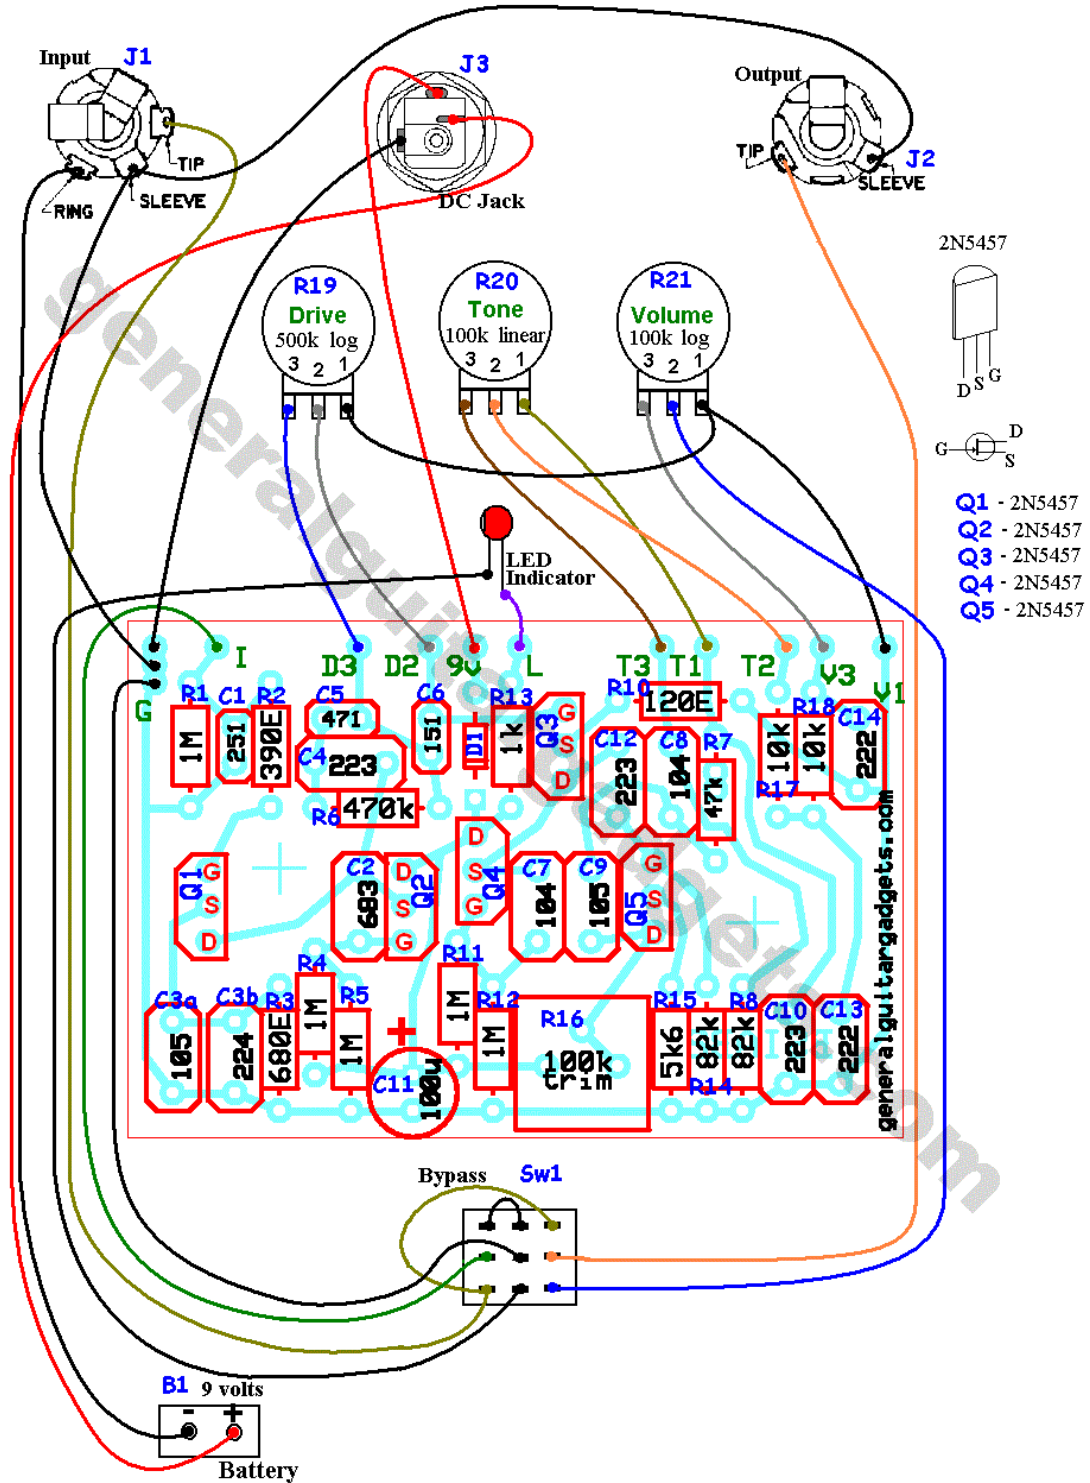 Input
J1
TIP
RING
SLEEVE
J3
DC Jack
Output
TIP
J2
SLEEVE
2N5457
D S G
G
D
S
Q1 - 2N5457
Q2 - 2N5457
Q3 - 2N5457
Q4 - 2N5457
Q5 - 2N5457
R19
Drive
500k log
3 2 1
R20
Tone
100k linear
3 2 1
R21
Volume
100k log
3 2 1
LED
Indicator
I
D3
D2
9v
L
T3
T1
T2
V3
V1
G
R1
1M
C1
251
R2
390E
C5
471
C4
223
R6
470k
C6
151
D1
R13
1k
Q3
G
S
D
R10
120E
C12
223
C8
104
R7
47k
R17
10k
R18
10k
C14
222
Q1
G
S
D
C2
683
Q2
D
S
G
Q4
D
S
G
C7
104
C9
105
Q5
G
S
D
C3a
105
C3b
224
R3
680E
R4
1M
R5
1M
+
C11
100u
R11
1M
R12
1M
R16
100k
trim
R15
5k6
R14
82k
R8
82k
C10
223
C13
222
generalguitargadgets.com
generalguitargadgets.com
Bypass
Sw1
B1
9 volts
- +
Battery